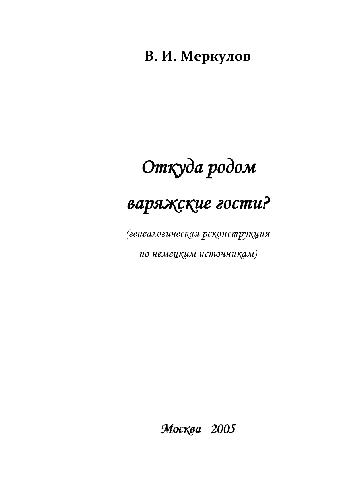 В. И. Меркулов
Откуда родом
варяжские гости?
(генеалогическая реконструкция
по немецким источникам)
Москва 2005